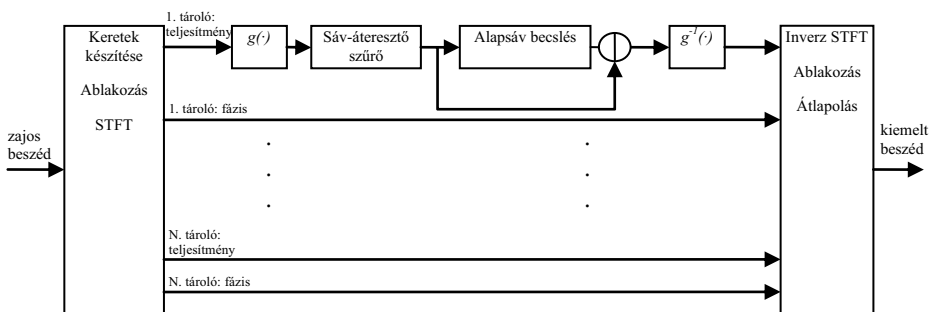 1. tároló:
teljesítmény
Keretek
készítése
Ablakozás
STFT
g(·)
Sáv-áteresztő
szűrő
Alapsáv becslés
g⁻¹(·)
Inverz STFT
Ablakozás
Átlapolás
1. tároló: fázis
zajos
beszéd
kiemelt
beszéd
N. tároló:
teljesítmény
N. tároló: fázis